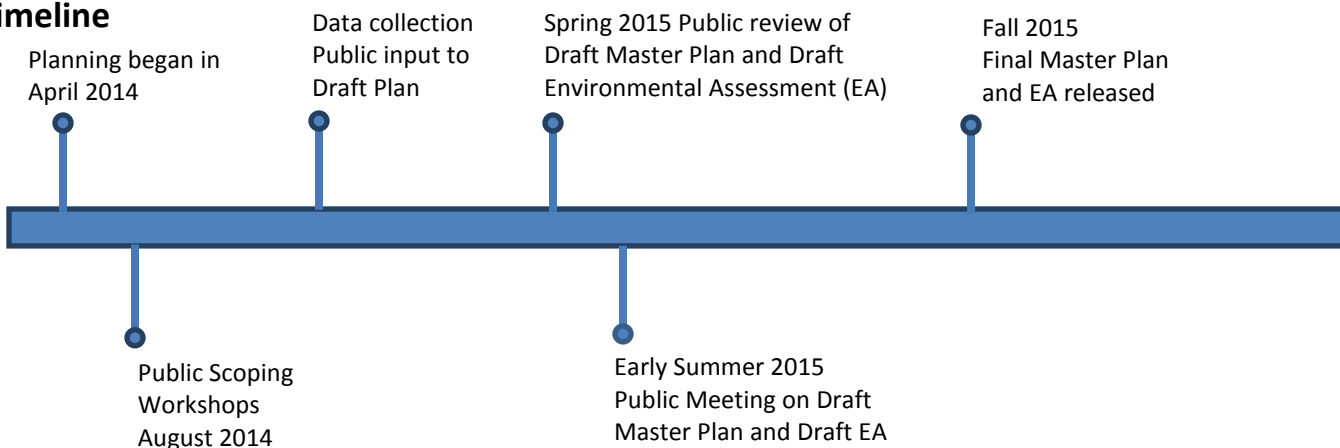 imeline
Planning began in
April 2014
Data collection
Public input to
Draft Plan
Spring 2015 Public review of
Draft Master Plan and Draft
Environmental Assessment (EA)
Fall 2015
Final Master Plan
and EA released
Public Scoping
Workshops
August 2014
Early Summer 2015
Public Meeting on Draft
Master Plan and Draft EA